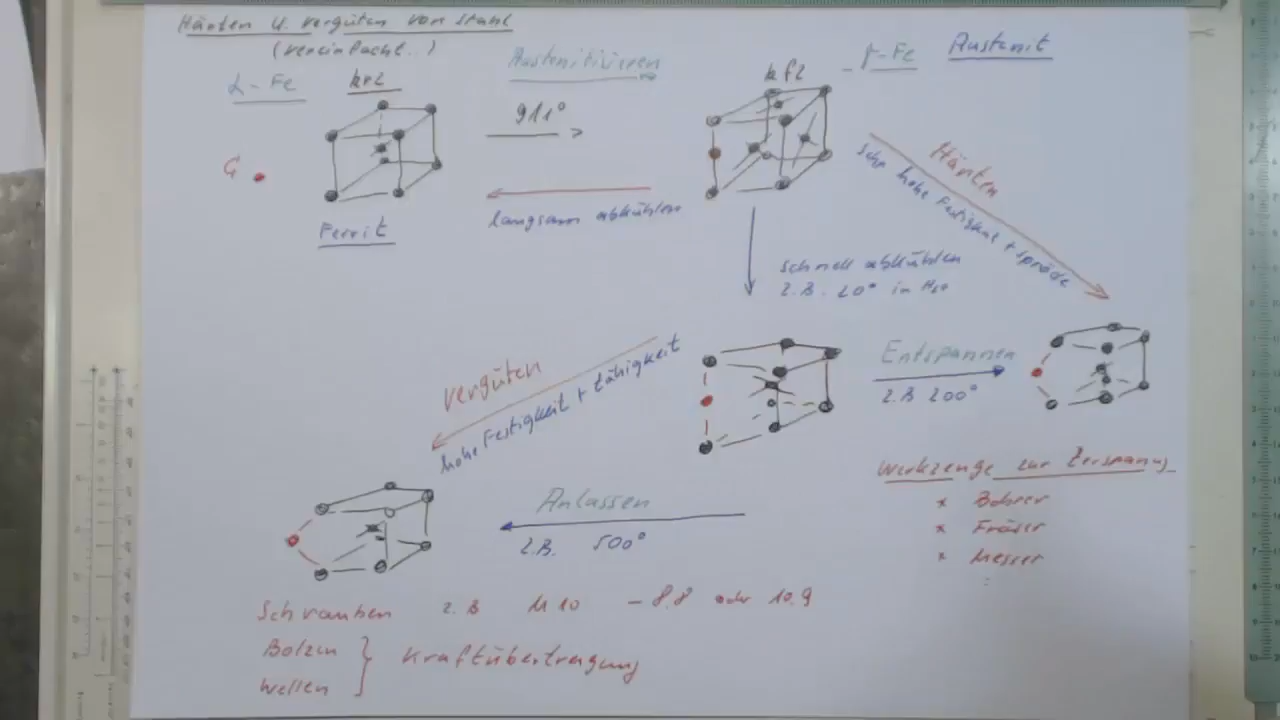 Härten u. vergüten von Stahl
(vereinfacht..)
α-Fe
krz
Austenitisieren
911°
kfz
γ-Fe
Austenit
C
Ferrit
langsam abkühlen
Härten
sehr hohe Festigkeit + spröde
schnell abkühlen
z.B. 20° in H₂O
vergüten
hohe Festigkeit + Zähigkeit
Entspannen
z.B 200°
Werkzeuge zur Zerspanung
x Bohrer
x Fräser
x Messer
:
Anlassen
z.B. 500°
Schrauben z.B M10 - 8.8 oder 10.9
Bolzen
Kraftübertragung
Wellen